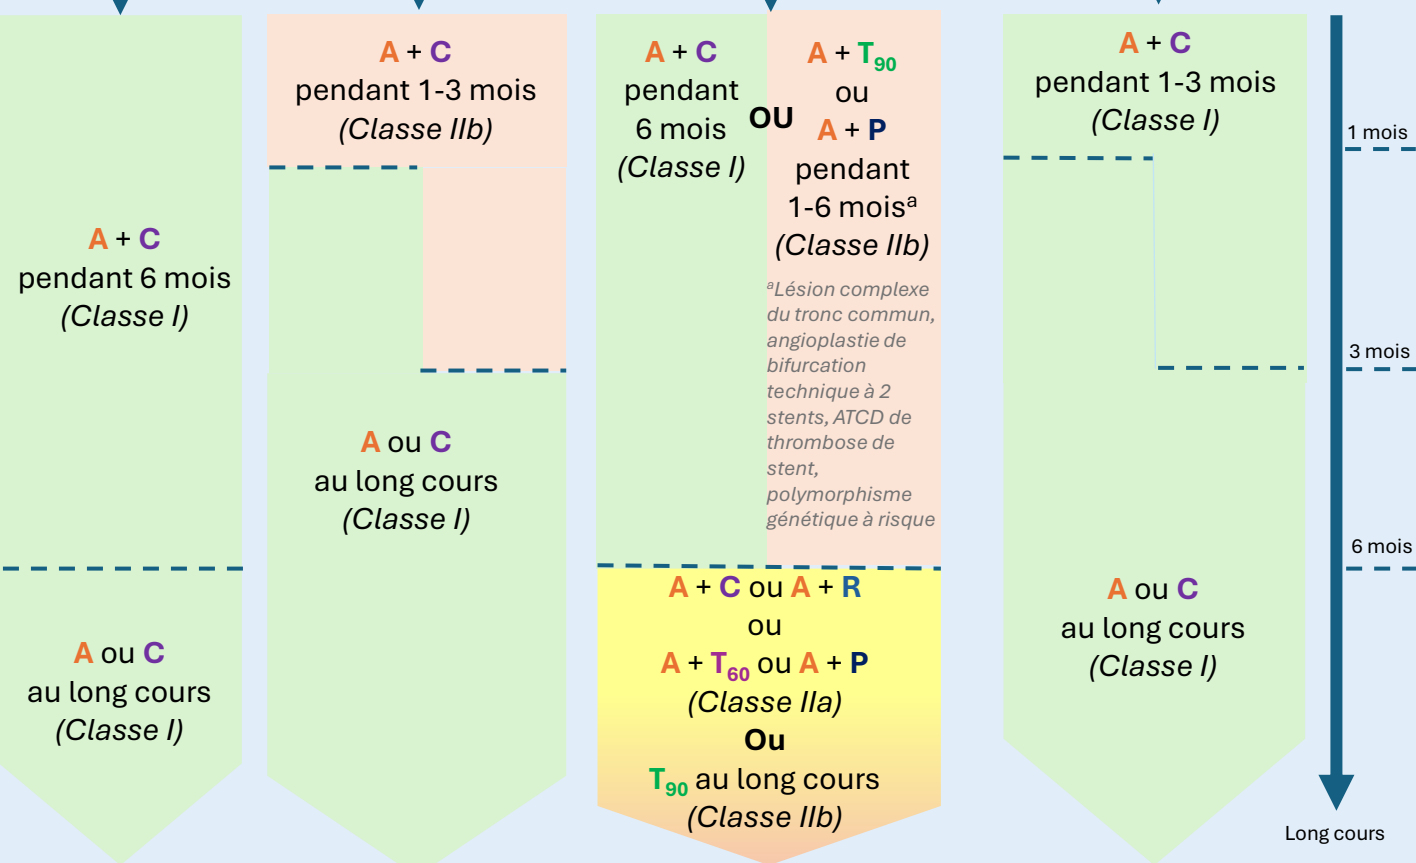 A + C
pendant 6 mois
(Classe I)
A ou C
au long cours
(Classe I)
A + C
pendant 1-3 mois
(Classe IIb)
A ou C
au long cours
(Classe I)
A + C
pendant
6 mois
(Classe I)
OU
A + T90
ou
A + P
pendant
1-6 moisa
(Classe IIb)
aLésion complexe
du tronc commun,
angioplastie de
bifurcation
technique à 2
stents, ATCD de
thrombose de
stent,
polymorphisme
génétique à risque
A + C ou A + R
ou
A + T60 ou A + P
(Classe IIa)
Ou
T90 au long cours
(Classe IIb)
A + C
pendant 1-3 mois
(Classe I)
A ou C
au long cours
(Classe I)
1 mois
3 mois
6 mois
Long cours